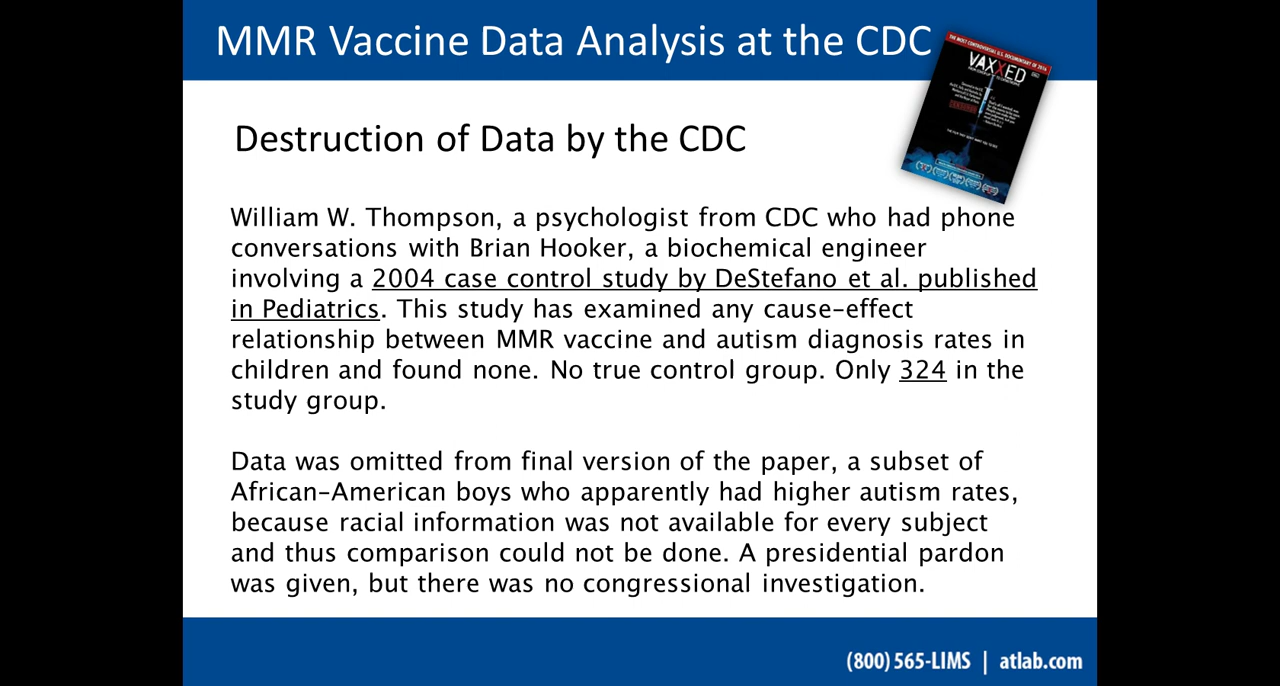 MMR Vaccine Data Analysis at the CDC
THE MOST CONTROVERSIAL U.S. DOCUMENTARY OF 2016
VAXXED
Destruction of Data by the CDC
William W. Thompson, a psychologist from CDC who had phone
conversations with Brian Hooker, a biochemical engineer
involving a 2004 case control study by DeStefano et al. published
in Pediatrics. This study has examined any cause-effect
relationship between MMR vaccine and autism diagnosis rates in
children and found none. No true control group. Only 324 in the
study group.
Data was omitted from final version of the paper, a subset of
African-American boys who apparently had higher autism rates,
because racial information was not available for every subject
and thus comparison could not be done. A presidential pardon
was given, but there was no congressional investigation.
(800) 565-LIMS | atlab.com